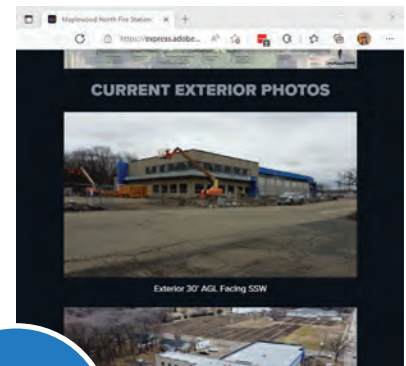 Maplewood North Fire Station
https://express.adobe...
CURRENT EXTERIOR PHOTOS
Exterior 30' AGL Facing SSW